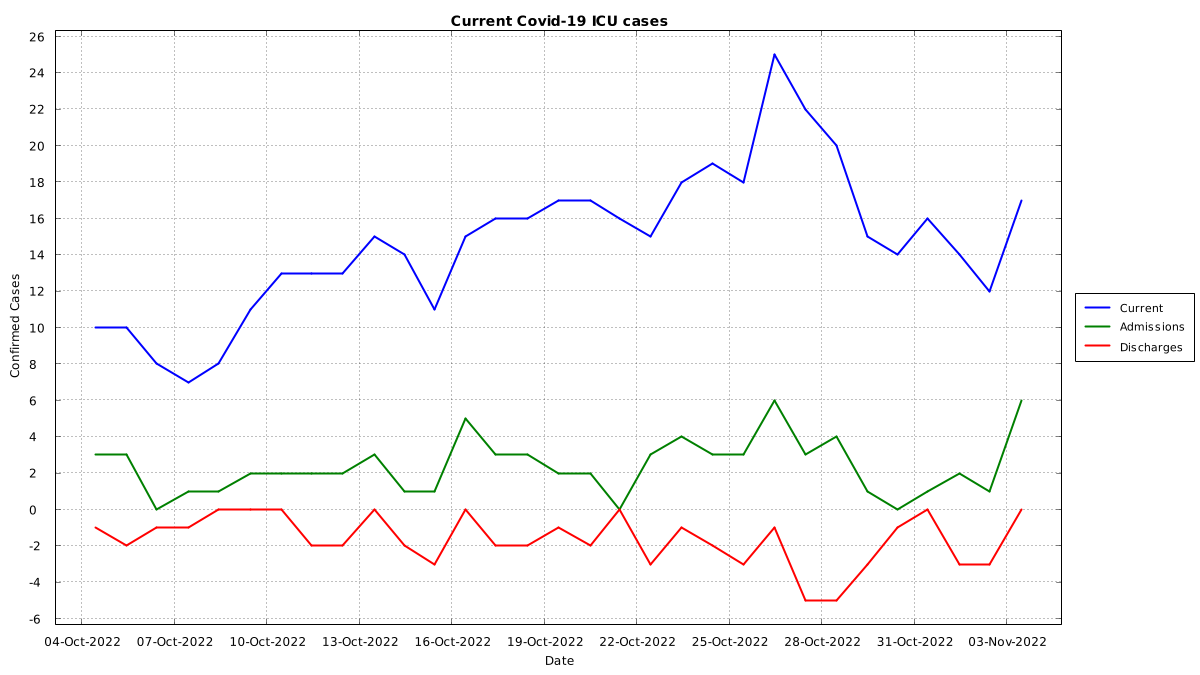 Current Covid-19 ICU cases
26
24
22
20
18
16
14
12
10
8
6
4
2
0
-2
-4
-6
Confirmed Cases
04-Oct-2022 07-Oct-2022 10-Oct-2022 13-Oct-2022 16-Oct-2022 19-Oct-2022 22-Oct-2022 25-Oct-2022 28-Oct-2022 31-Oct-2022 03-Nov-2022
Date
Current
Admissions
Discharges